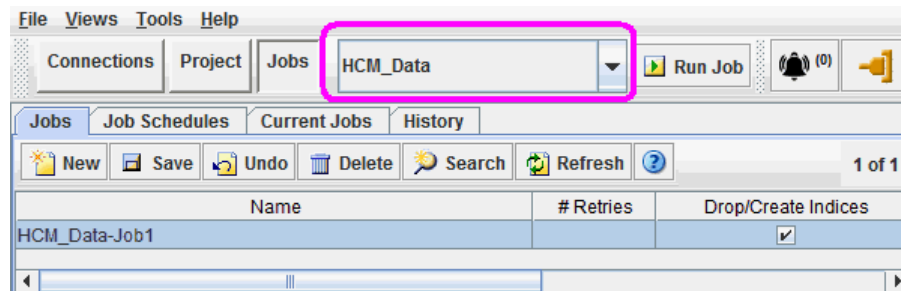 File Views Tools Help
Connections Project Jobs HCM_Data Run Job (0)
Jobs Job Schedules Current Jobs History
New Save Undo Delete Search Refresh ? 1 of 1
Name # Retries Drop/Create Indices
HCM_Data-Job1